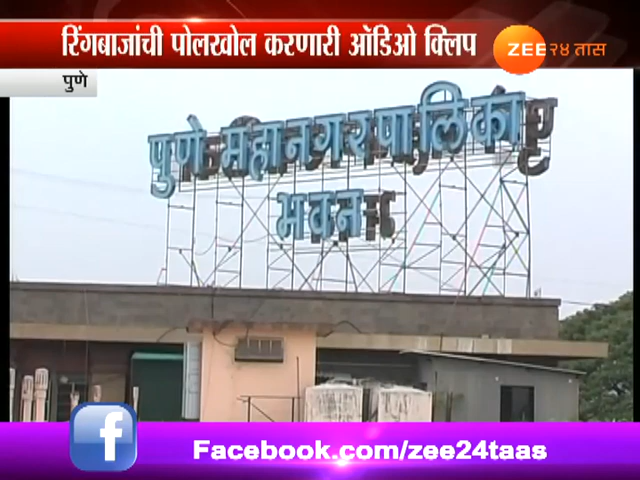 रिंगबाजांची पोलखोल करणारी ऑडिओ क्लिप
ZEE २४ तास
पुणे
पुणे महानगरपालिका
भवन
f
Facebook.com/zee24taas